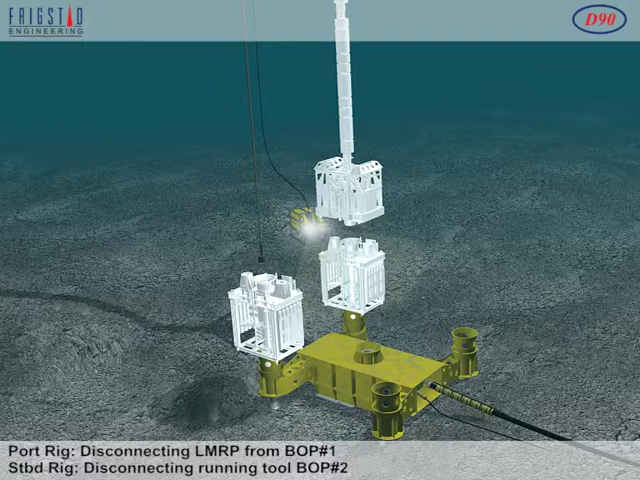 FRIGSTAD
ENGINEERING
D90
Port Rig: Disconnecting LMRP from BOP#1
Stbd Rig: Disconnecting running tool BOP#2